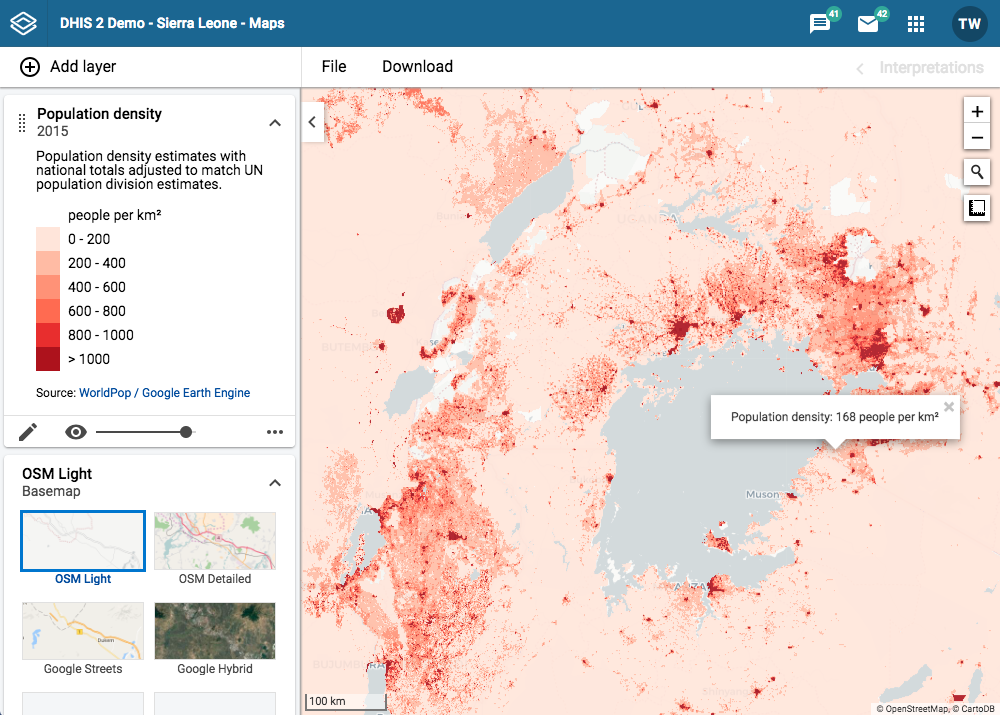 DHIS 2 Demo - Sierra Leone - Maps
41
42
TW
Add layer
File
Download
Interpretations
Population density
2015
Population density estimates with
national totals adjusted to match UN
population division estimates.
people per km²
0 - 200
200 - 400
400 - 600
600 - 800
800 - 1000
> 1000
Source: WorldPop / Google Earth Engine
OSM Light
Basemap
OSM Light
OSM Detailed
Google Streets
Google Hybrid
UGANDA
BUTEMBO
Population density: 168 people per km²
Muson
100 km
© OpenStreetMap, © CartoDB